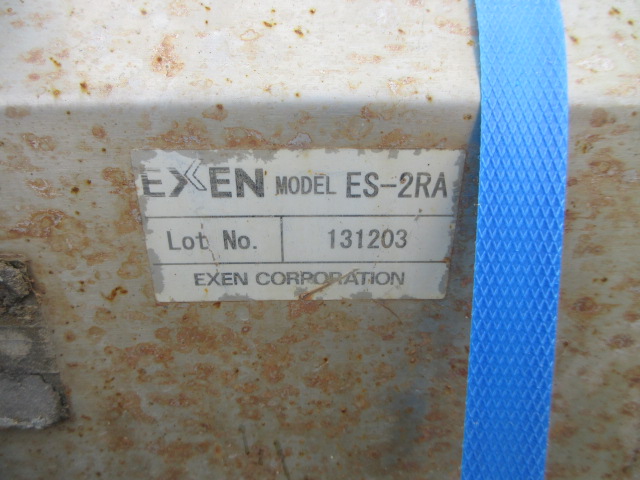 EXEN MODEL ES-2RA
Lot No. 131203
EXEN CORPORATION